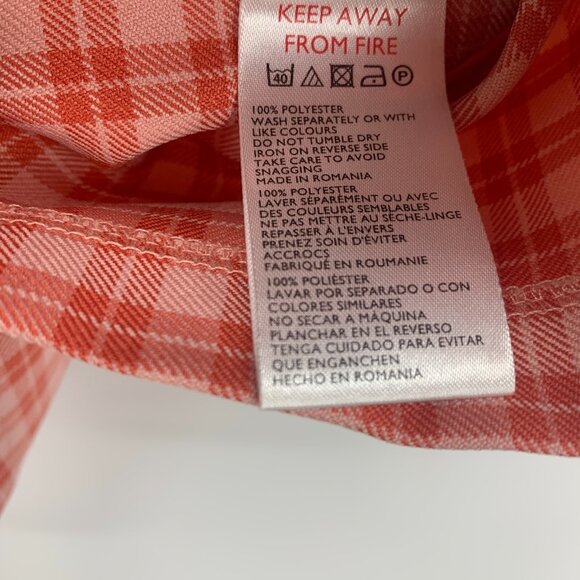 KEEP AWAY
FROM FIRE
40 P
100% POLYESTER
WASH SEPARATELY OR WITH
LIKE COLOURS
DO NOT TUMBLE DRY
IRON ON REVERSE SIDE
TAKE CARE TO AVOID
SNAGGING
MADE IN ROMANIA
100% POLYESTER
LAVER SÉPARÉMENT OU AVEC
DES COULEURS SEMBLABLES
NE PAS METTRE AU SÈCHE-LINGE
REPASSER À L'ENVERS
PRENEZ SOIN D'ÉVITER
ACCROCS
FABRIQUÉ EN ROUMANIE
100% POLIÉSTER
LAVAR POR SEPARADO O CON
COLORES SIMILARES
NO SECAR A MÁQUINA
PLANCHAR EN EL REVERSO
TENGA CUIDADO PARA EVITAR
QUE ENGANCHEN
HECHO EN ROMANIA